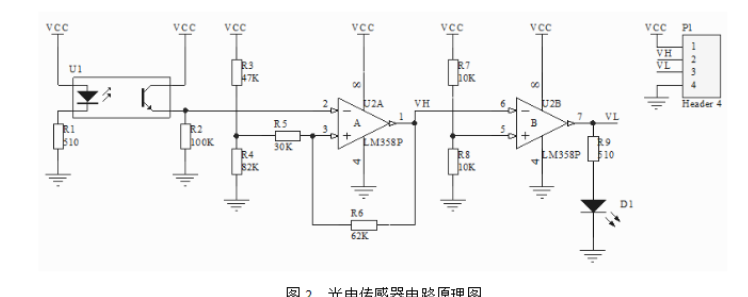 VCC
VCC
VCC
VCC
VCC
VCC
VCC
P1
U1
R3
47K
8
R7
10K
8
1
VH
2
VL
3
4
Header 4
2
U2A
1
VH
6
U2B
7
VL
A
B
R1
510
R2
100K
R5
30K
3
LM358P
5
LM358P
R9
510
R4
82K
4
R8
10K
4
D1
R6
62K
图 2 光电传感器电路原理图